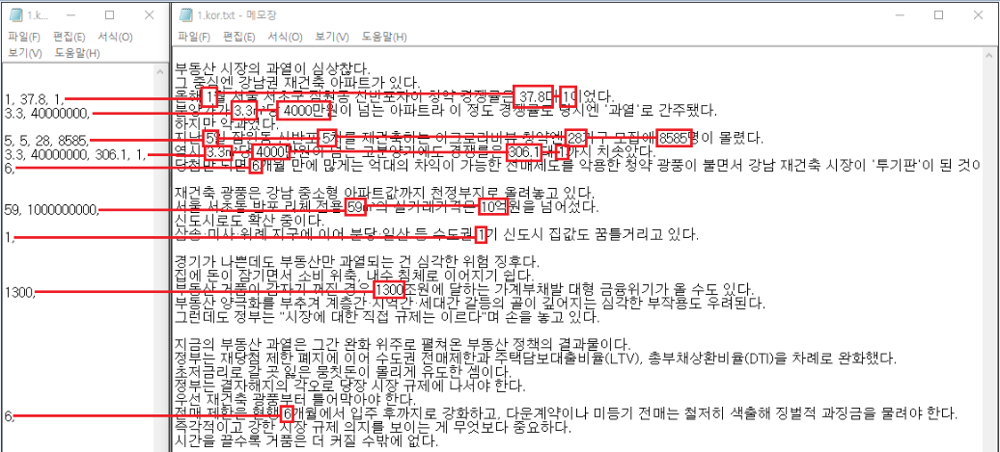 1.k...
파일(F) 편집(E) 서식(O)
보기(V) 도움말(H)
1, 37.8, 1,
3.3, 40000000,
5, 5, 28, 8585,
3.3, 40000000, 306.1, 1,
6,
59, 1000000000,
1,
1300,
6,
1.kor.txt - 메모장
파일(F) 편집(E) 서식(O) 보기(V) 도움말(H)
부동산 시장의 과열이 심상찮다.
그 중심엔 강남권 재건축 아파트가 있다.
올해 1월 서울 서초구 잠원동 신반포자이 청약 경쟁률은 37.8대 1이었다.
분양가가 3.3㎡당 4000만원이 넘는 아파트라 이 정도 경쟁률도 당시엔 '과열'로 간주됐다.
하지만 약과였다.
지난 5일 잠원동 신반포 5차를 재건축하는 아크로리버뷰 청약엔 28가구 모집에 8585명이 몰렸다.
역시 3.3㎡당 4000만원이 넘는 고분양가에도 경쟁률은 306.1대 1까지 치솟았다.
당첨만 되면 6개월 만에 많게는 억대의 차익이 가능한 전매제도를 악용한 청약 광풍이 불면서 강남 재건축 시장이 '투기판'이 된 것이
재건축 광풍은 강남 중소형 아파트값까지 천정부지로 올려놓고 있다.
서울 서초동 반포 리체 전용 59㎡의 실거래가격은 10억원을 넘어섰다.
신도시로도 확산 중이다.
삼송·미사·위례 지구에 이어 분당·일산 등 수도권 1기 신도시 집값도 꿈틀거리고 있다.
경기가 나쁜데도 부동산만 과열되는 건 심각한 위험 징후다.
집에 돈이 잠기면서 소비 위축, 내수 침체로 이어지기 쉽다.
부동산 거품이 갑자기 꺼진 경우 1300조원에 달하는 가계부채발 대형 금융위기가 올 수도 있다.
부동산 양극화를 부추겨 계층간·지역간·세대간 갈등의 골이 깊어지는 심각한 부작용도 우려된다.
그런데도 정부는 "시장에 대한 직접 규제는 이르다"며 손을 놓고 있다.
지금의 부동산 과열은 그간 완화 위주로 펼쳐온 부동산 정책의 결과물이다.
정부는 재당첨 제한 폐지에 이어 수도권 전매제한과 주택담보대출비율(LTV), 총부채상환비율(DTI)을 차례로 완화했다.
초저금리로 갈 곳 잃은 뭉칫돈이 몰리게 유도한 셈이다.
정부는 결자해지의 각오로 당장 시장 규제에 나서야 한다.
우선 재건축 광풍부터 틀어막아야 한다.
전매 제한은 현행 6개월에서 입주 후까지로 강화하고, 다운계약이나 미등기 전매는 철저히 색출해 징벌적 과징금을 물려야 한다.
즉각적이고 강한 시장 규제 의지를 보이는 게 무엇보다 중요하다.
시간을 끌수록 거품은 더 커질 수밖에 없다.